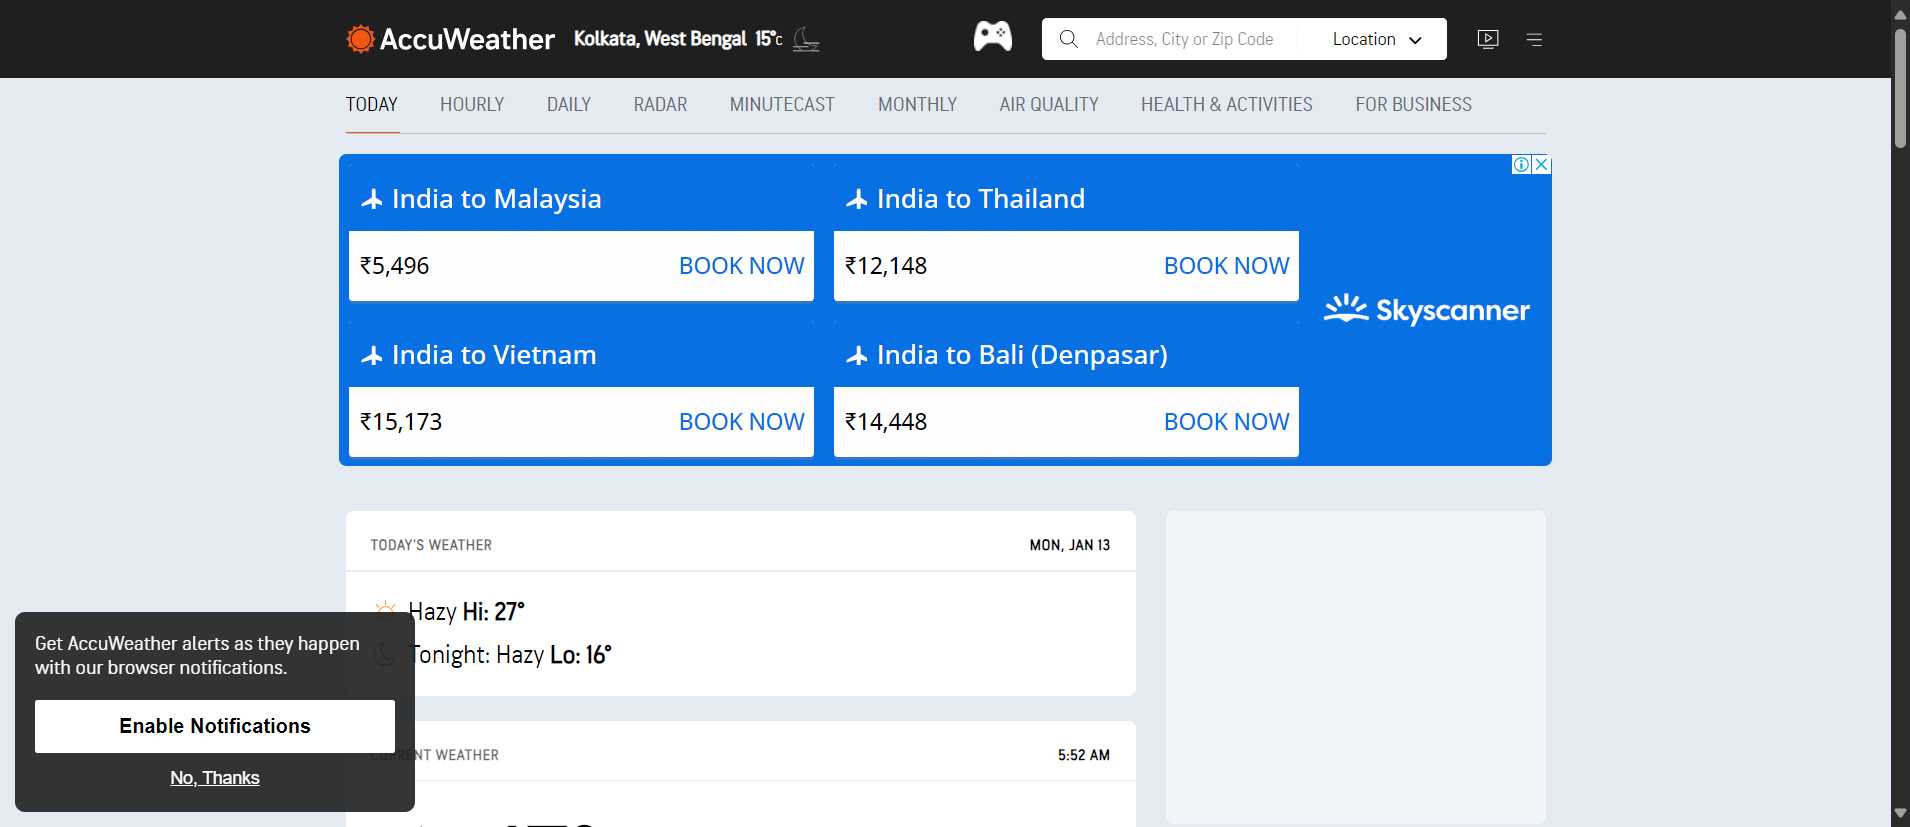 AccuWeather
Kolkata, West Bengal 15°C
Address, City or Zip Code
Location
TODAY HOURLY DAILY RADAR MINUTECAST MONTHLY AIR QUALITY HEALTH & ACTIVITIES FOR BUSINESS
India to Malaysia
₹5,496 BOOK NOW
India to Thailand
₹12,148 BOOK NOW
India to Vietnam
₹15,173 BOOK NOW
India to Bali (Denpasar)
₹14,448 BOOK NOW
Skyscanner
TODAY'S WEATHER MON, JAN 13
Hazy Hi: 27°
Tonight: Hazy Lo: 16°
CURRENT WEATHER 5:52 AM
Get AccuWeather alerts as they happen
with our browser notifications.
Enable Notifications
No, Thanks